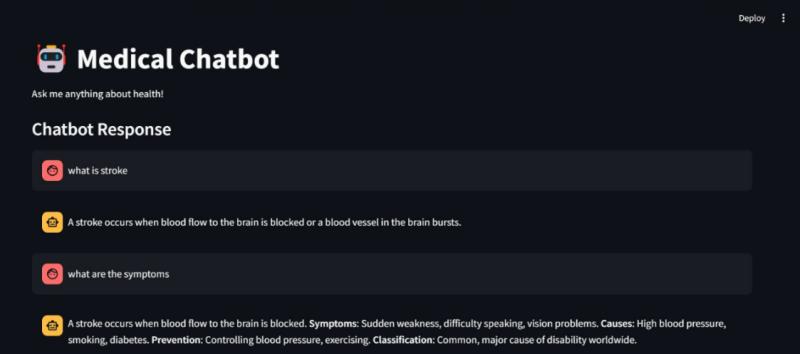 Deploy
Medical Chatbot
Ask me anything about health!
Chatbot Response
what is stroke
A stroke occurs when blood flow to the brain is blocked or a blood vessel in the brain bursts.
what are the symptoms
A stroke occurs when blood flow to the brain is blocked. Symptoms: Sudden weakness, difficulty speaking, vision problems. Causes: High blood pressure,
smoking, diabetes. Prevention: Controlling blood pressure, exercising. Classification: Common, major cause of disability worldwide.